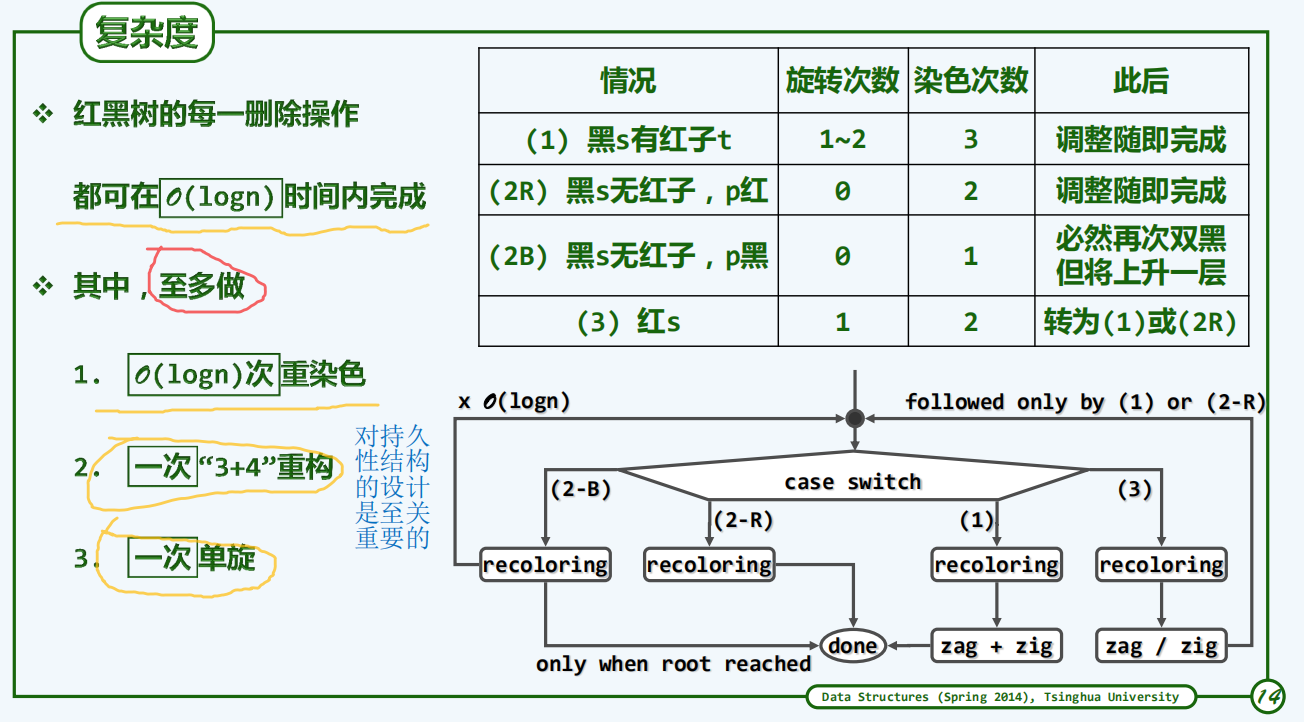 复杂度
❖ 红黑树的每一删除操作
都可在O(logn)时间内完成
❖ 其中，至多做
1. O(logn)次重染色
2. 一次“3+4”重构
3. 一次单旋
对持久
性结构
的设计
是至关
重要的
情况 旋转次数 染色次数 此后
(1) 黑s有红子t 1~2 3 调整随即完成
(2R) 黑s无红子，p红 0 2 调整随即完成
(2B) 黑s无红子，p黑 0 1 必然再次双黑
但将上升一层
(3) 红s 1 2 转为(1)或(2R)
x O(logn) followed only by (1) or (2-R)
case switch
(2-B) (3)
(2-R) (1)
recoloring recoloring recoloring recoloring
done zag + zig zag / zig
only when root reached
Data Structures (Spring 2014), Tsinghua University 14